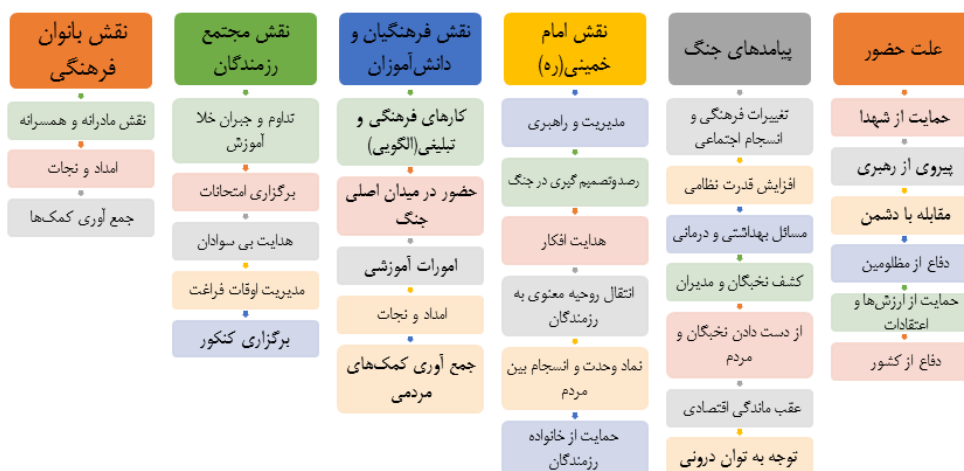 علت حضور
حمایت از شهدا
پیروی از رهبری
مقابله با دشمن
دفاع از مظلومین
حمایت از ارزش‌ها و
اعتقادات
دفاع از کشور
پیامدهای جنگ
تغییرات فرهنگی و
انسجام اجتماعی
افزایش قدرت نظامی
مسائل بهداشتی و درمانی
کشف نخبگان و مدیران
از دست دادن نخبگان و
مردم
عقب ماندگی اقتصادی
توجه به توان درونی
نقش امام
خمینی(ره)
مدیریت و راهبری
رصدوتصمیم گیری در جنگ
هدایت افکار
انتقال روحیه معنوی به
رزمندگان
نماد وحدت و انسجام بین
مردم
حمایت از خانواده
رزمندگان
نقش فرهنگیان و
دانش‌آموزان
کارهای فرهنگی و
تبلیغی(الگویی)
حضور در میدان اصلی
جنگ
امورات آموزشی
امداد و نجات
جمع آوری کمک‌های
مردمی
نقش مجتمع
رزمندگان
تداوم و جبران خلا
آموزش
برگزاری امتحانات
هدایت بی سوادان
مدیریت اوقات فراغت
برگزاری کنکور
نقش بانوان
فرهنگی
نقش مادرانه و همسرانه
امداد و نجات
جمع آوری کمک‌ها